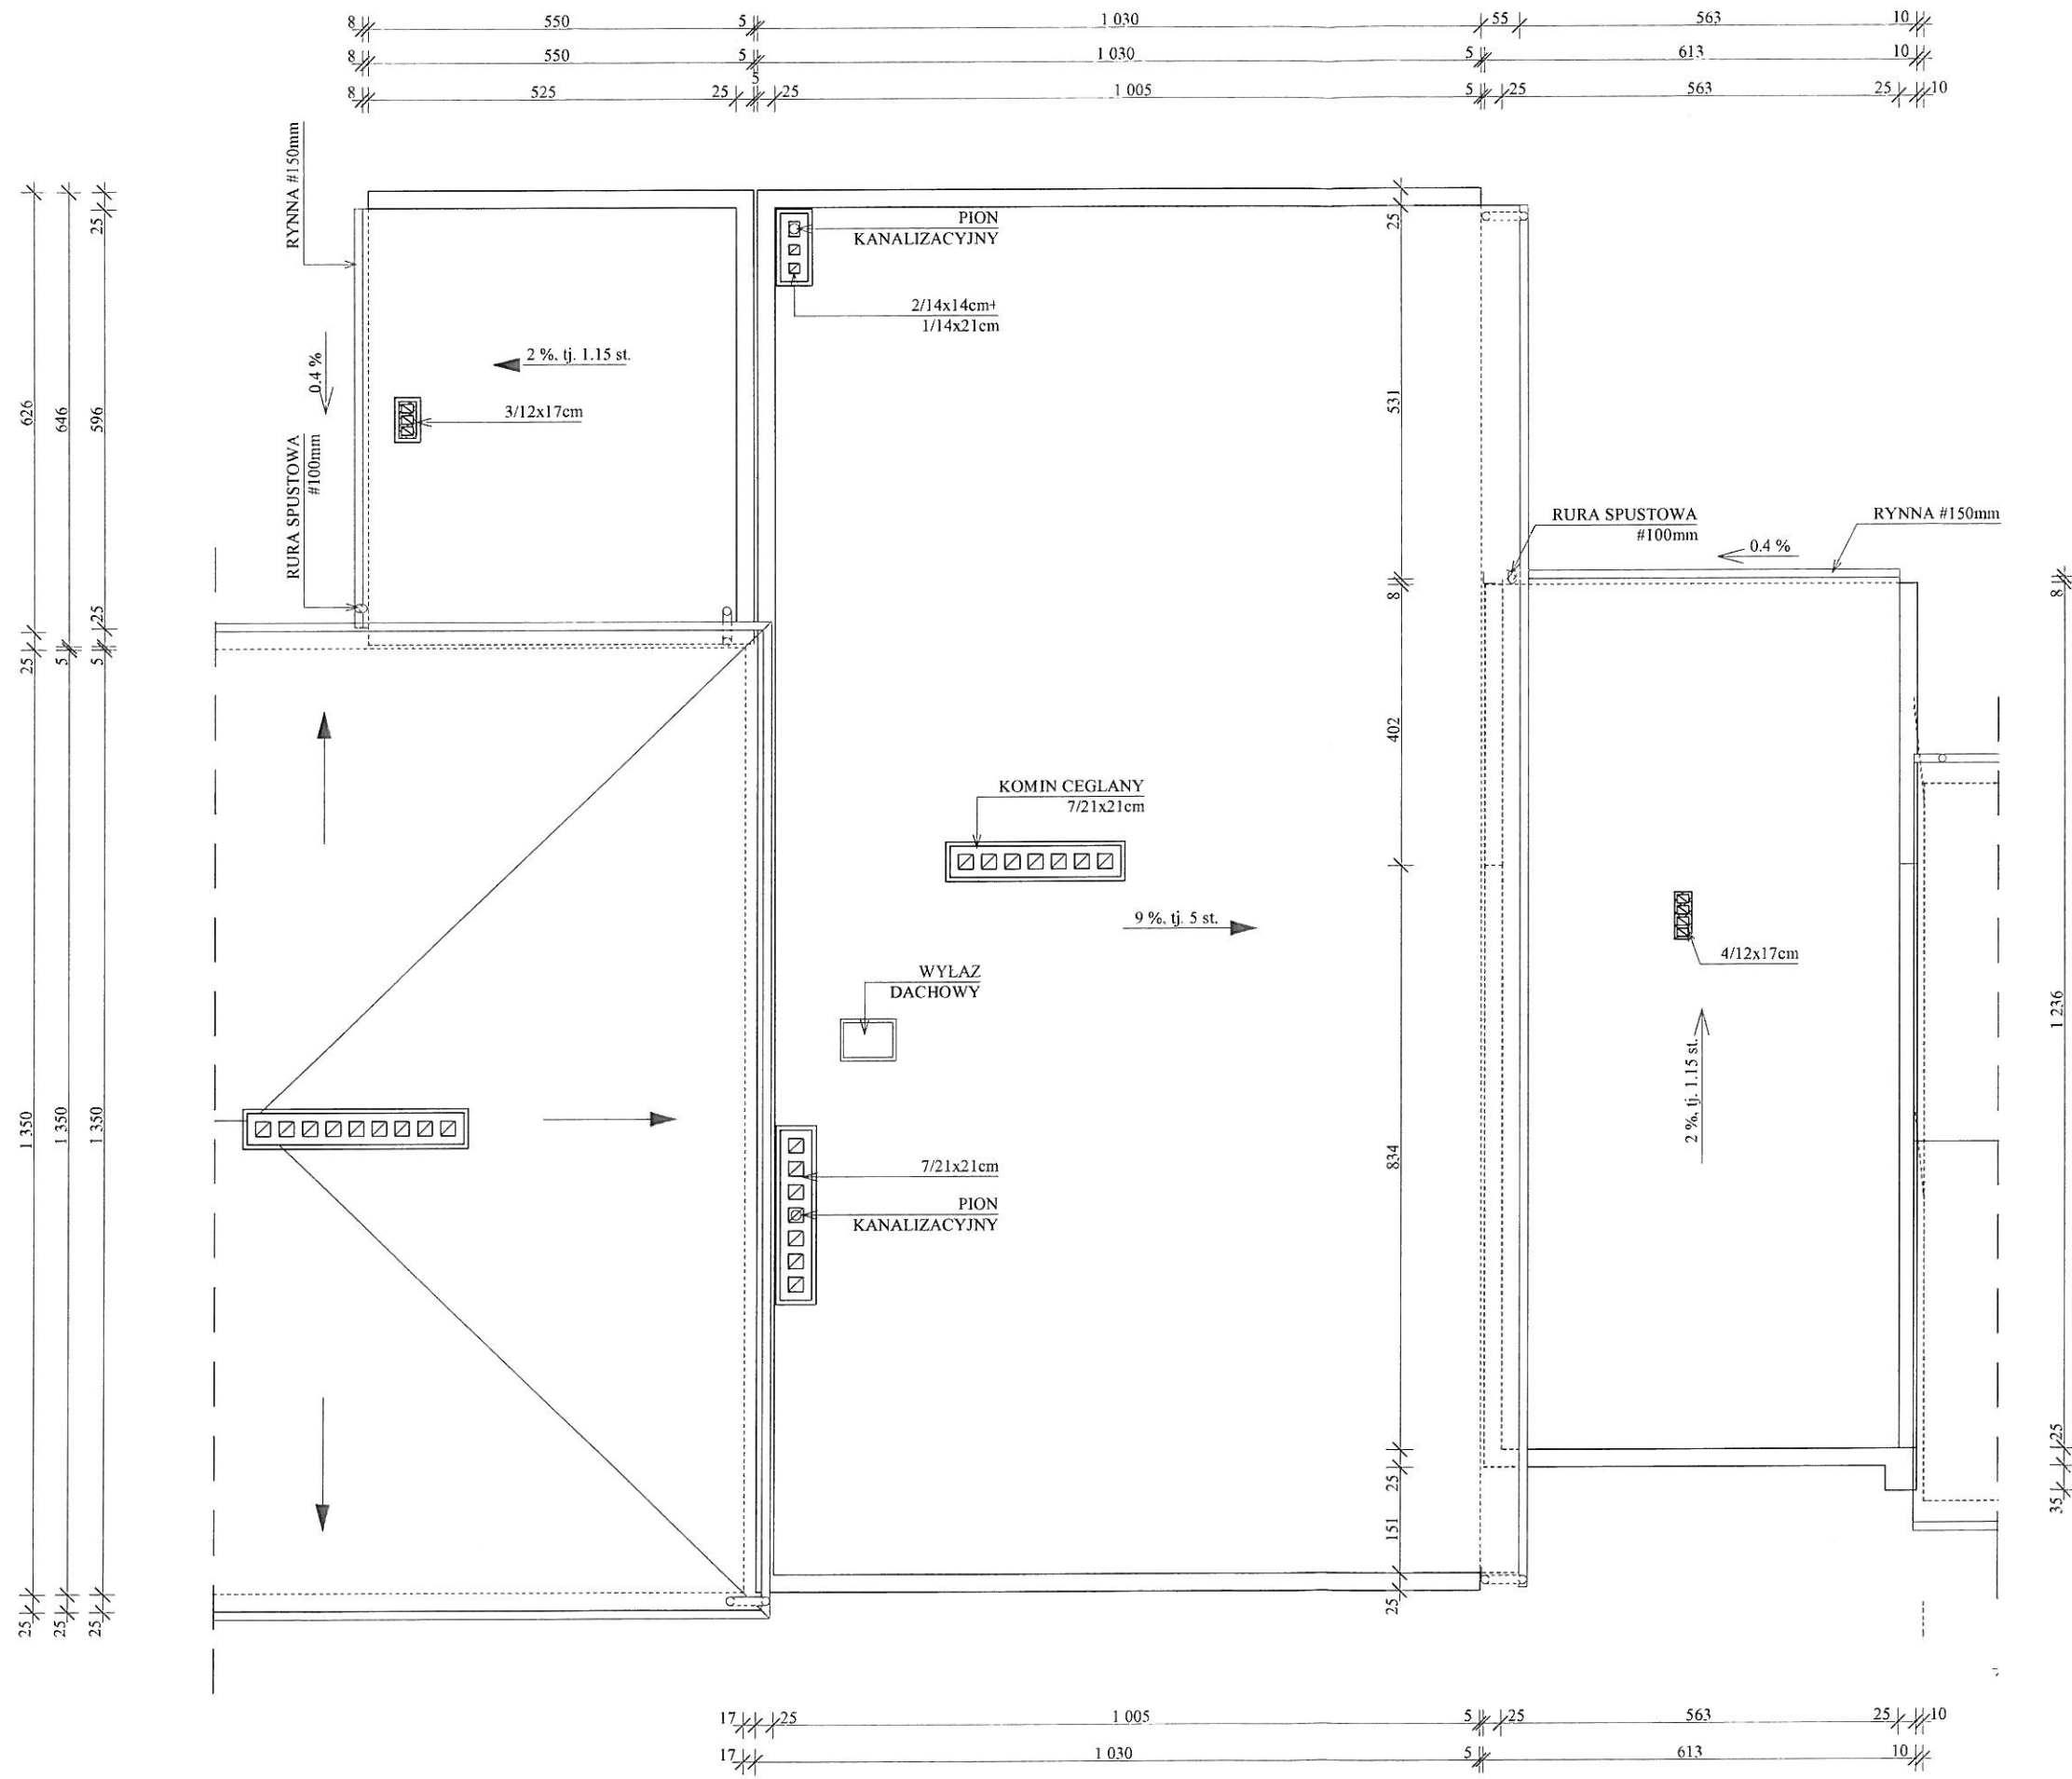 8 550 5 1 030 55 563 10
8 550 5 1 030 5 613 10
8 525 25 5 25 1 005 5 25 563 25 10
RYNNA #150mm
0.4 %
RURA SPUSTOWA
#100mm
626
25
1 350
25
646
5
1 350
25
25
596
25
5
1 350
25
2 %, tj. 1.15 st.
3/12x17cm
PION
KANALIZACYJNY
2/14x14cm+
1/14x21cm
25
531
8
402
834
25
151
25
RURA SPUSTOWA
#100mm
RYNNA #150mm
0.4 %
KOMIN CEGLANY
7/21x21cm
9 %, tj. 5 st.
WYŁAZ
DACHOWY
7/21x21cm
PION
KANALIZACYJNY
4/12x17cm
2 %, tj. 1.15 st.
8
1 236
25
35
17 25 1 005 5 25 563 25 10
17 1 030 5 613 10